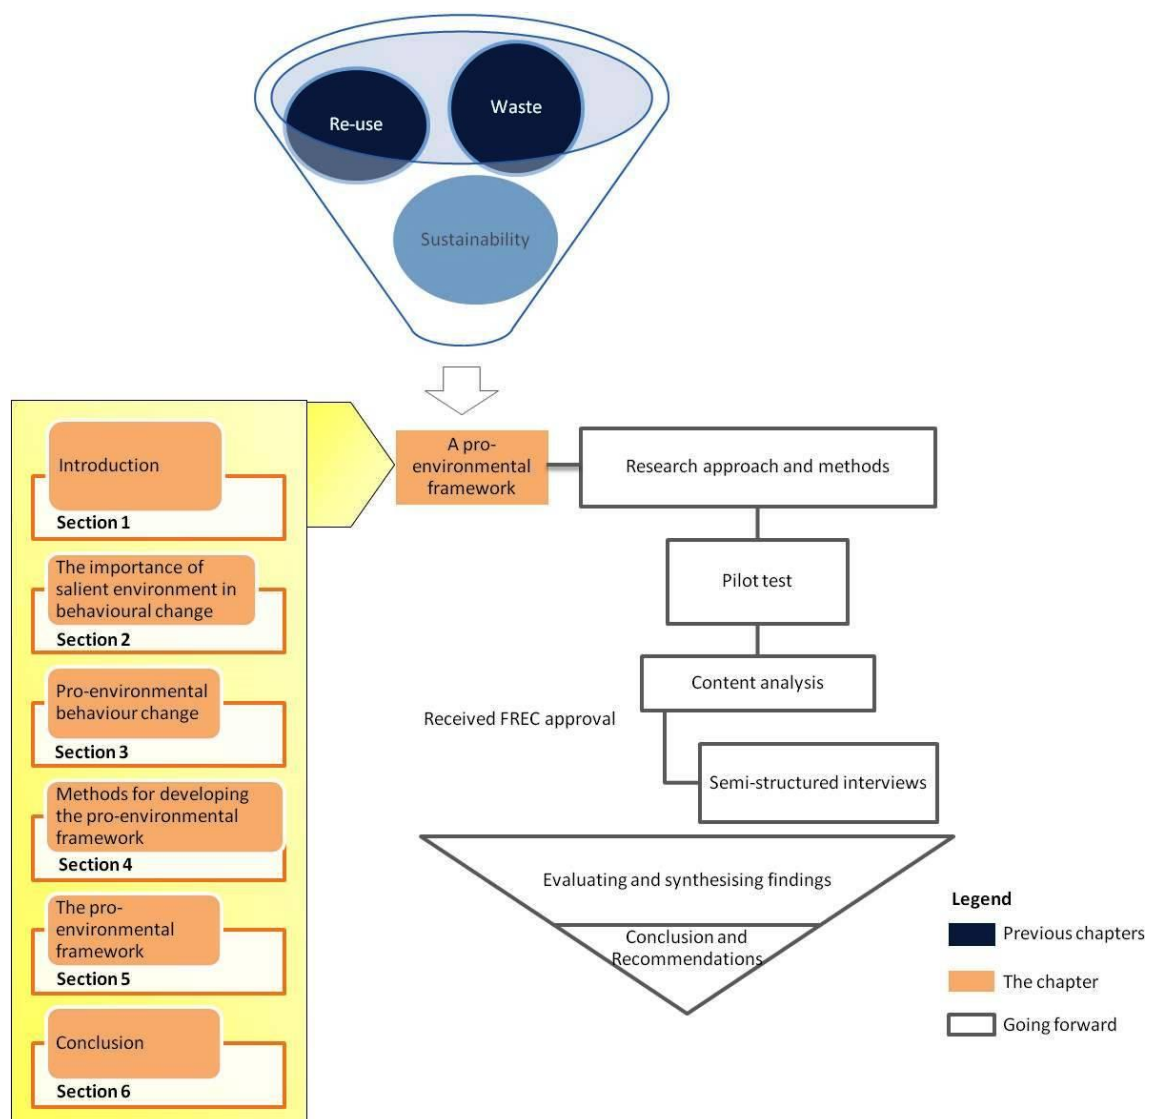 Re-use
Waste
Sustainability
Introduction
Section 1
The importance of
salient environment in
behavioural change
Section 2
Pro-environmental
behaviour change
Section 3
Methods for developing
the pro-environmental
framework
Section 4
The pro-
environmental
framework
Section 5
Conclusion
Section 6
A pro-
environmental
framework
Research approach and methods
Pilot test
Content analysis
Received FREC approval
Semi-structured interviews
Evaluating and synthesising findings
Conclusion and
Recommendations
Legend
Previous chapters
The chapter
Going forward